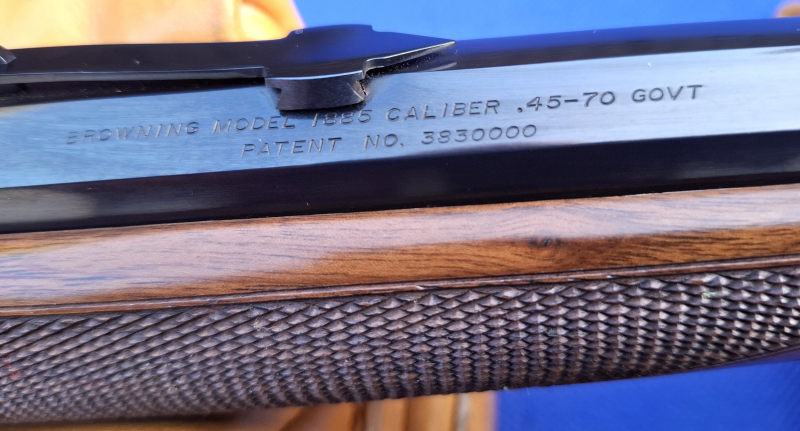 BROWNING MODEL 1885 CALIBER .45-70 GOVT
PATENT NO. 3830000